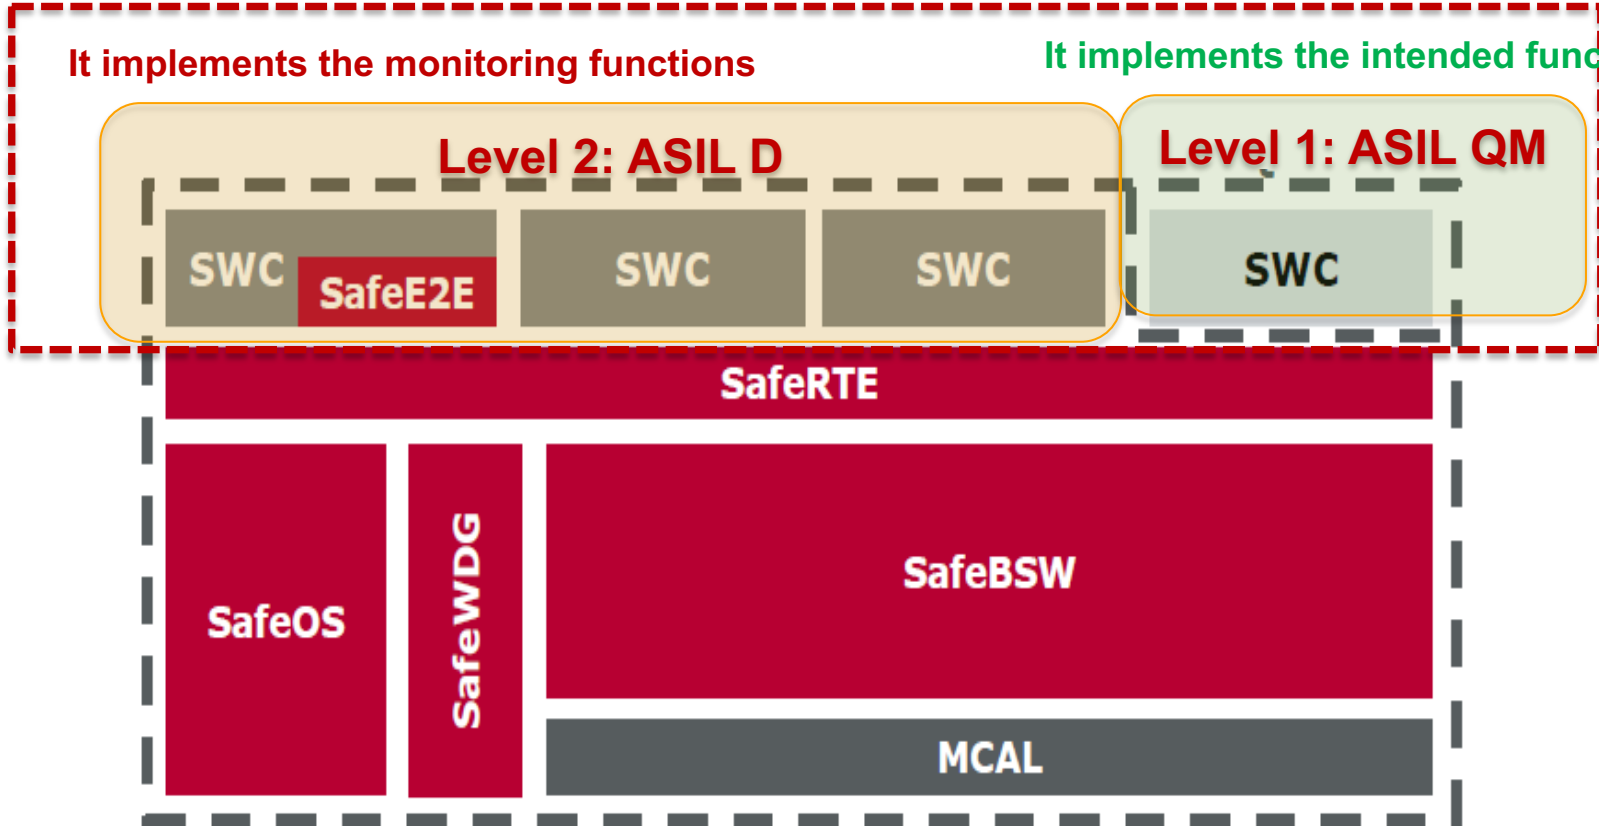 It implements the monitoring functions
It implements the intended func
Level 2: ASIL D
Level 1: ASIL QM
SWC
SafeE2E
SWC
SWC
SWC
SafeRTE
SafeOS
SafeWDG
SafeBSW
MCAL